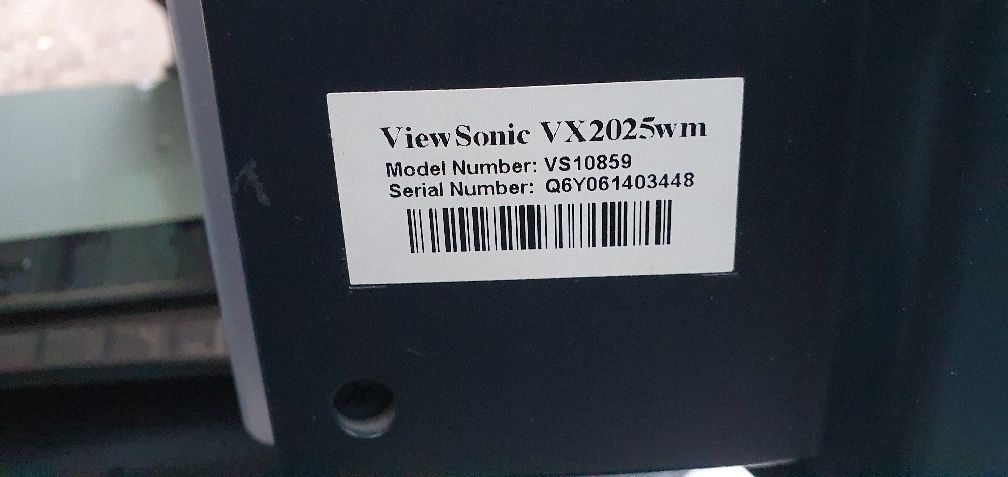 ViewSonic VX2025wm
Model Number: VS10859
Serial Number: Q6Y061403448